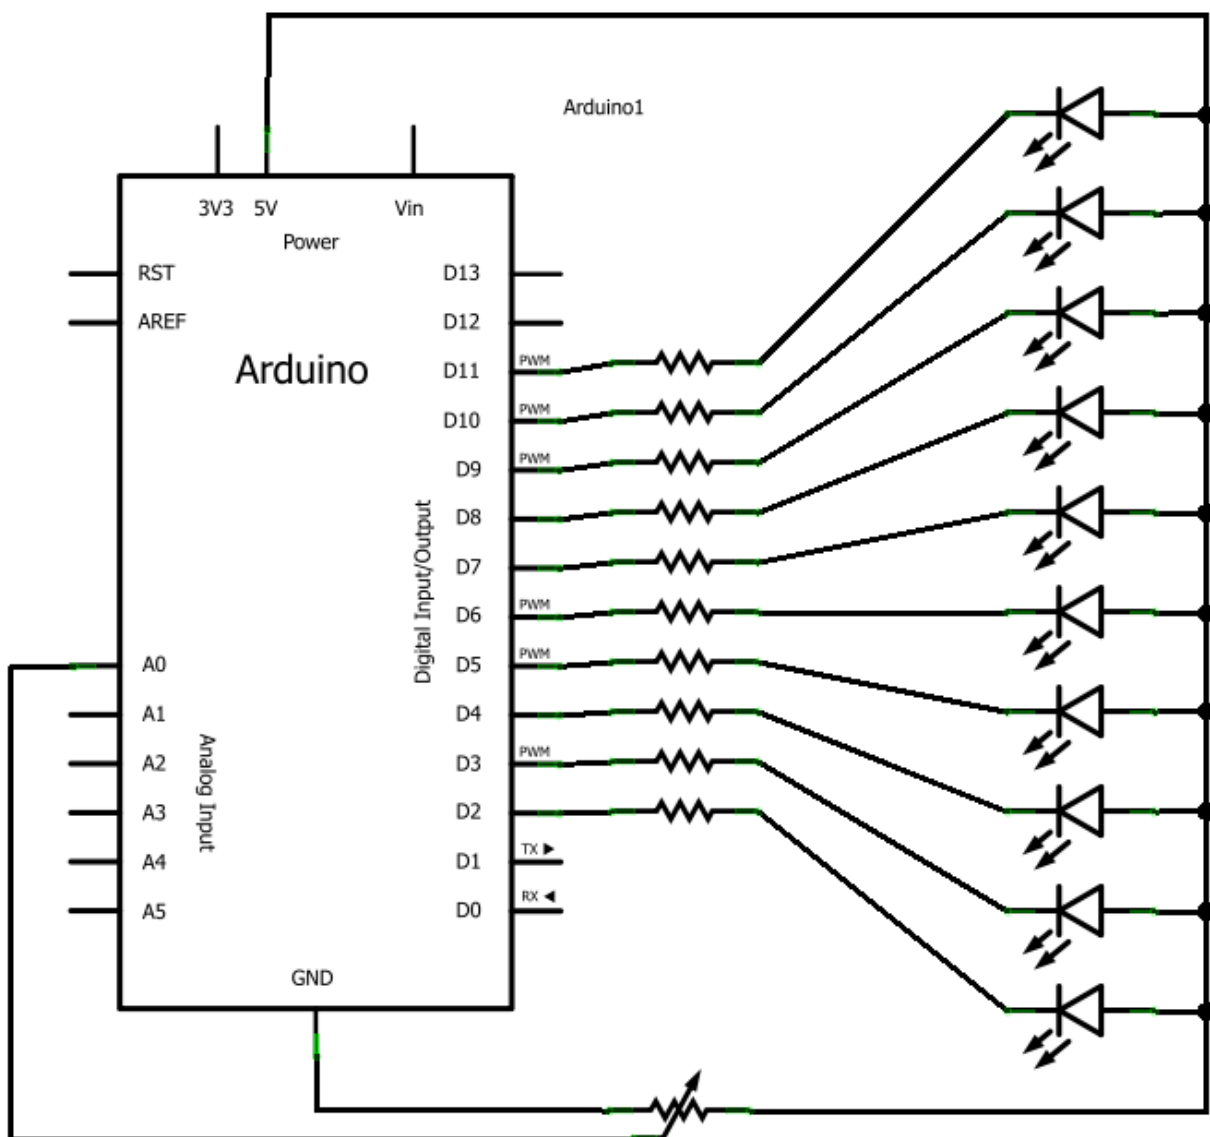 Arduino1
3V3 5V Vin
Power
RST
AREF
Arduino
D13
D12
D11 PWM
D10 PWM
D9 PWM
D8
D7
D6 PWM
D5 PWM
D4
D3 PWM
D2
D1 TX
D0 RX
Digital Input/Output
A0
A1
A2
A3
A4
A5
Analog Input
GND